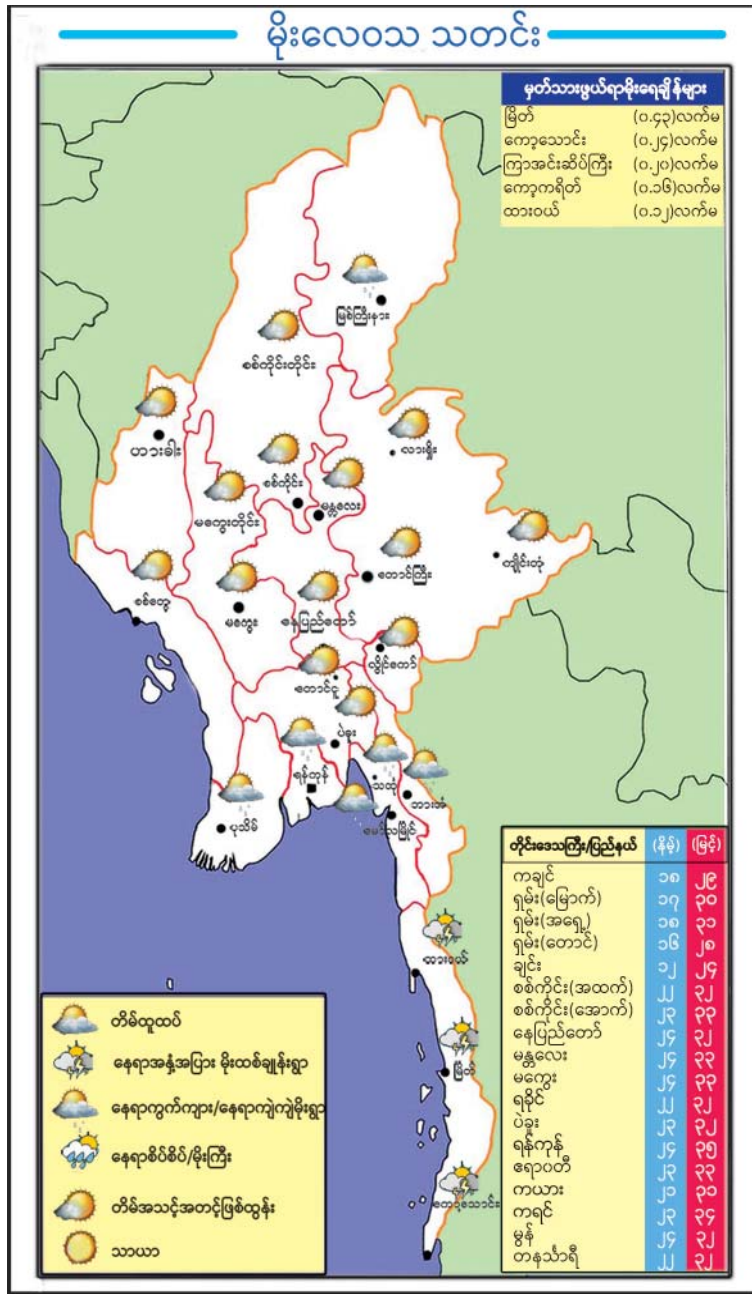 မိုးလေဝသ သတင်း
မှတ်သားဖွယ်ရာမိုးရေချိန်များ
မြိတ် (၀.၄၃)လက်မ
ကော့သောင်း (၀.၂၄)လက်မ
ကြာအင်းဆိပ်ကြီး (၀.၂၀)လက်မ
ကော့ကရိတ် (၀.၁၆)လက်မ
ထားဝယ် (၀.၁၂)လက်မ
မြစ်ကြီးနား
စစ်ကိုင်းတိုင်း
ဟားခါး
လားရှိုး
စစ်ကိုင်း
မန္တလေး
မကွေးတိုင်း
ကျိုင်းတုံ
တောင်ကြီး
စစ်တွေ
မကွေး
နေပြည်တော်
လွိုင်ကော်
တောင်ငူ
ပဲခူး
ရန်ကုန်
သထုံ
ဘားအံ
ပုသိမ်
မော်လမြိုင်
ထားဝယ်
မြိတ်
ကော့သောင်း
တိုင်းဒေသကြီး/ပြည်နယ် (နိမ့်) (မြင့်)
ကချင် ၁၈ ၂၉
ရှမ်း(မြောက်) ၁၇ ၃၀
ရှမ်း(အရှေ့) ၁၈ ၃၁
ရှမ်း(တောင်) ၁၆ ၂၈
ချင်း ၁၂ ၂၄
စစ်ကိုင်း(အထက်) ၂၂ ၃၂
စစ်ကိုင်း(အောက်) ၂၃ ၃၃
နေပြည်တော် ၂၄ ၃၂
မန္တလေး ၂၄ ၃၃
မကွေး ၂၄ ၃၃
ရခိုင် ၂၂ ၃၂
ပဲခူး ၂၃ ၃၂
ရန်ကုန် ၂၄ ၃၅
ဧရာဝတီ ၂၃ ၃၃
ကယား ၂၁ ၃၁
ကရင် ၂၃ ၃၄
မွန် ၂၄ ၃၂
တနင်္သာရီ ၂၂ ၃၂
တိမ်ထူထပ်
နေရာအနှံ့အပြား မိုးထစ်ချုန်းရွာ
နေရာကွက်ကျား/နေရာကျဲကျဲမိုးရွာ
နေရာစိပ်စိပ်/မိုးကြီး
တိမ်အသင့်အတင့်ဖြစ်ထွန်း
သာယာ